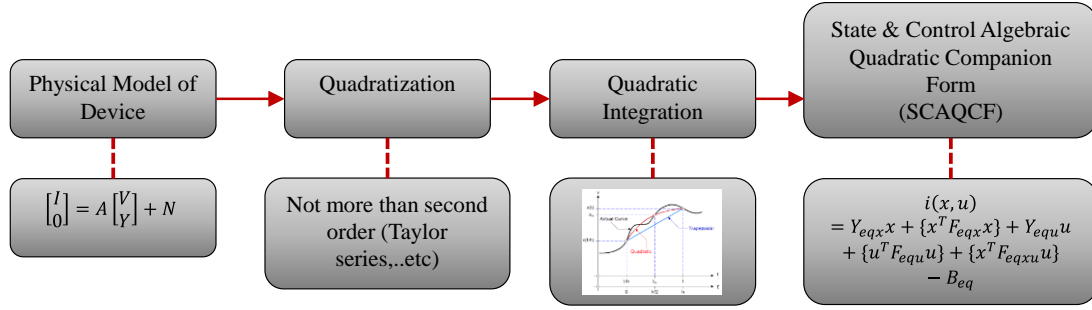 Physical Model of
Device
Quadratization
Quadratic
Integration
State & Control Algebraic
Quadratic Companion
Form
(SCAQCF)
[I 0] = A [V Y] + N
Not more than second
order (Taylor
series,..etc)
Actual Curve
Trapezoidal
Quadratic
i(x, u)
= Y_eqx x + {x^T F_eqx x} + Y_equ u
+ {u^T F_equ u} + {x^T F_eqxu u}
− B_eq